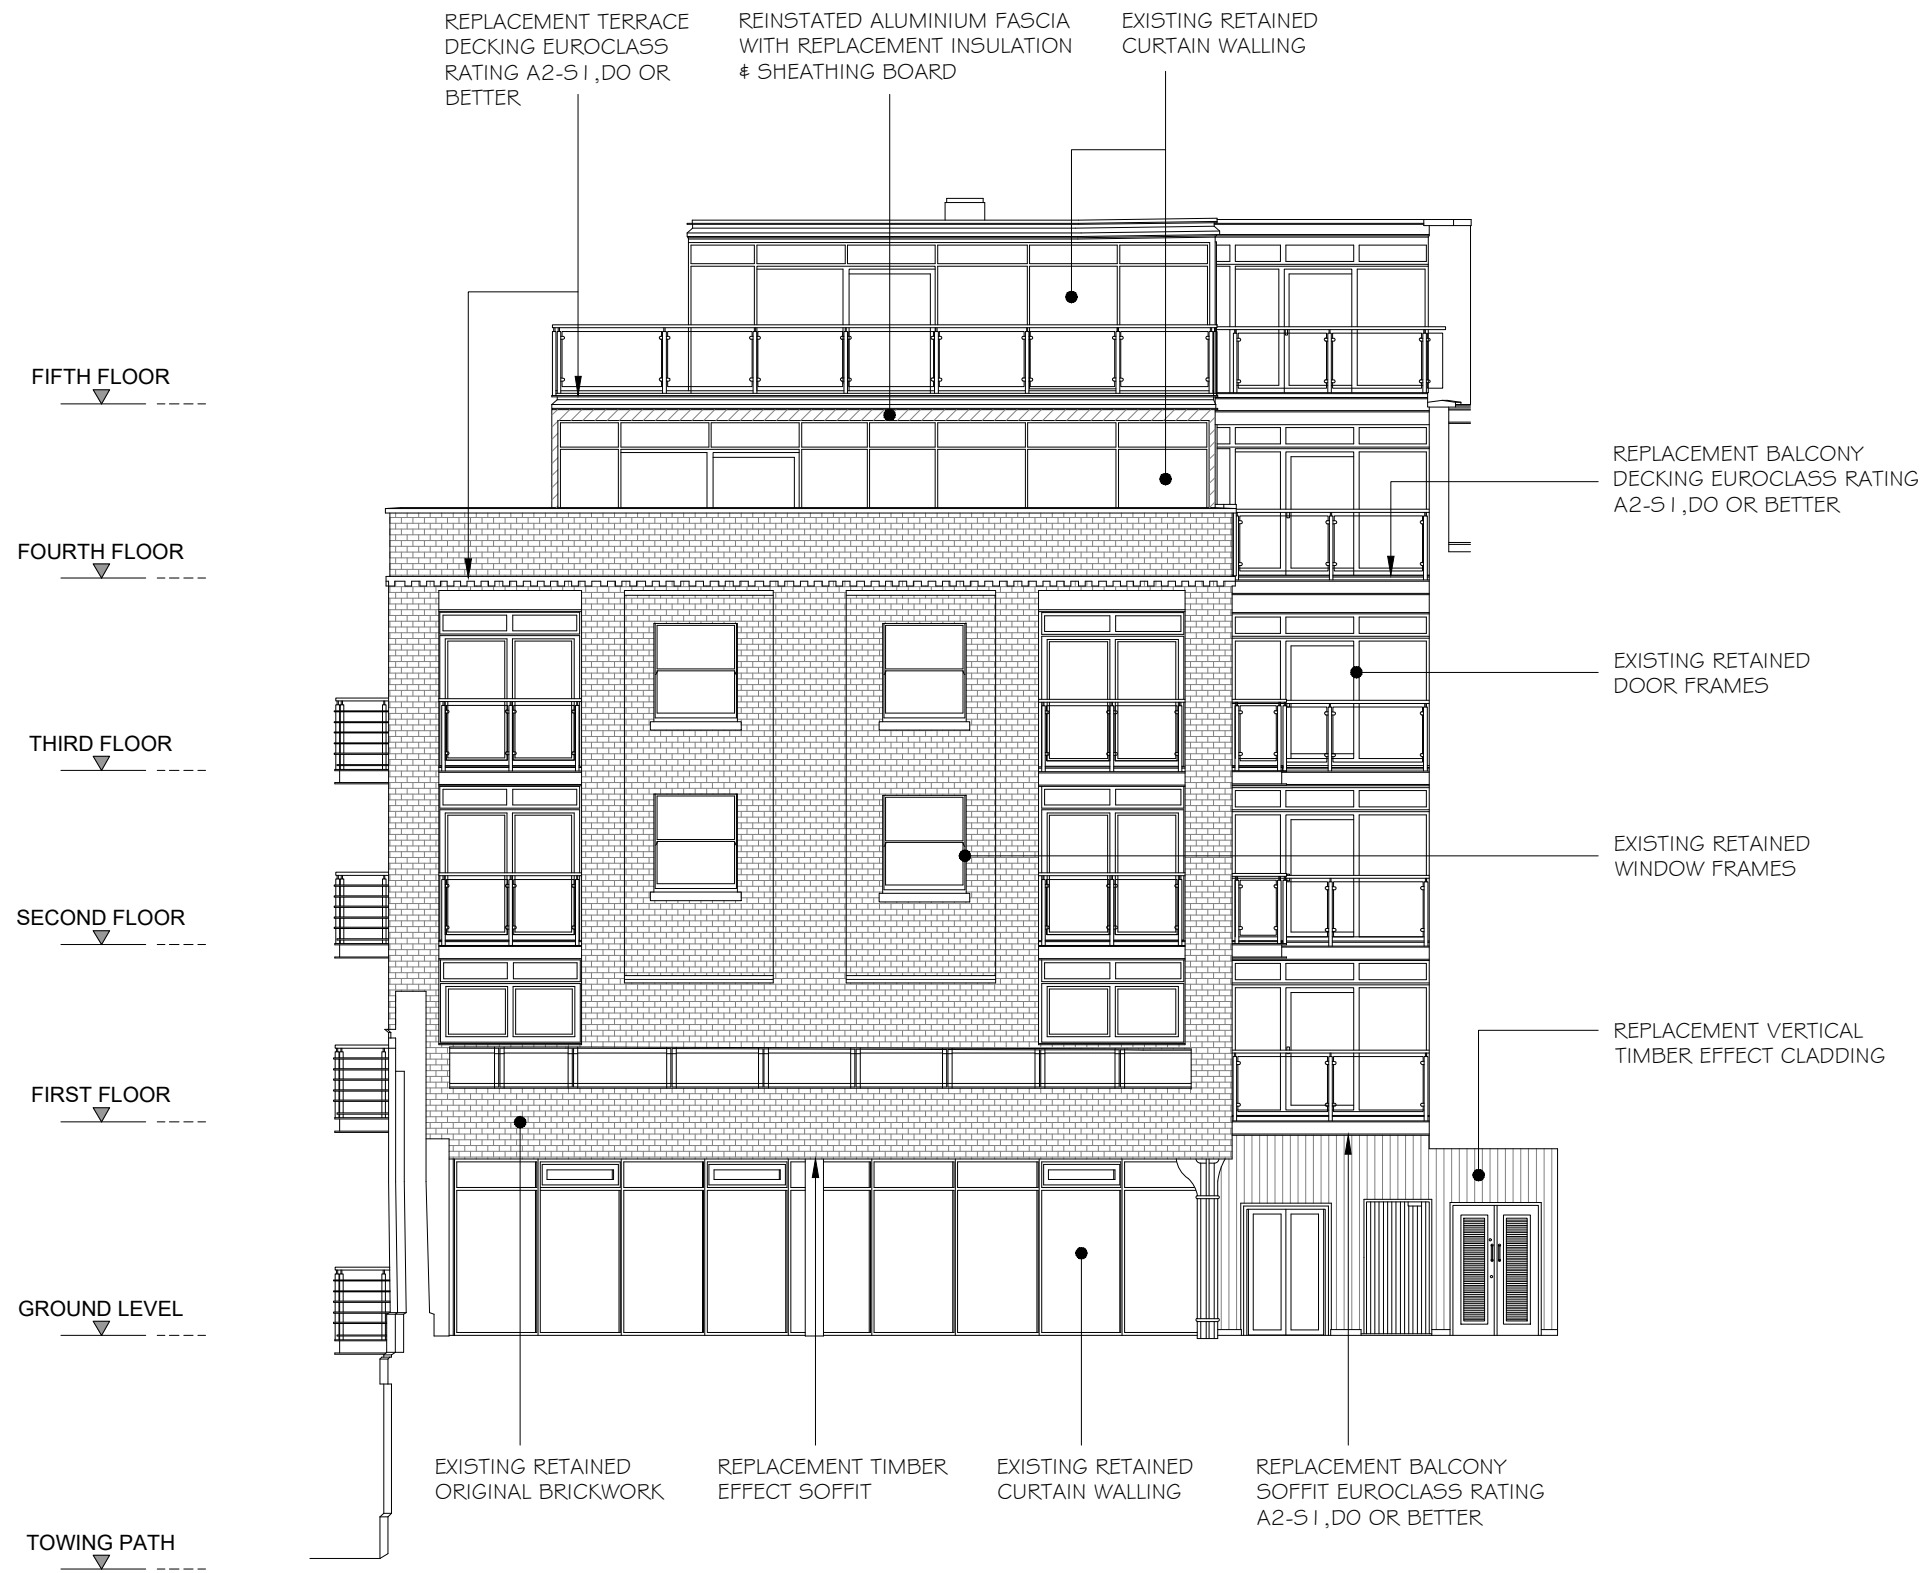 REPLACEMENT TERRACE
DECKING EUROCLASS
RATING A2-S1,D0 OR
BETTER
REINSTATED ALUMINIUM FASCIA
WITH REPLACEMENT INSULATION
& SHEATHING BOARD
EXISTING RETAINED
CURTAIN WALLING
FIFTH FLOOR
REPLACEMENT BALCONY
DECKING EUROCLASS RATING
A2-S1,D0 OR BETTER
FOURTH FLOOR
EXISTING RETAINED
DOOR FRAMES
THIRD FLOOR
EXISTING RETAINED
WINDOW FRAMES
SECOND FLOOR
REPLACEMENT VERTICAL
TIMBER EFFECT CLADDING
FIRST FLOOR
GROUND LEVEL
EXISTING RETAINED
ORIGINAL BRICKWORK
REPLACEMENT TIMBER
EFFECT SOFFIT
EXISTING RETAINED
CURTAIN WALLING
REPLACEMENT BALCONY
SOFFIT EUROCLASS RATING
A2-S1,D0 OR BETTER
TOWING PATH